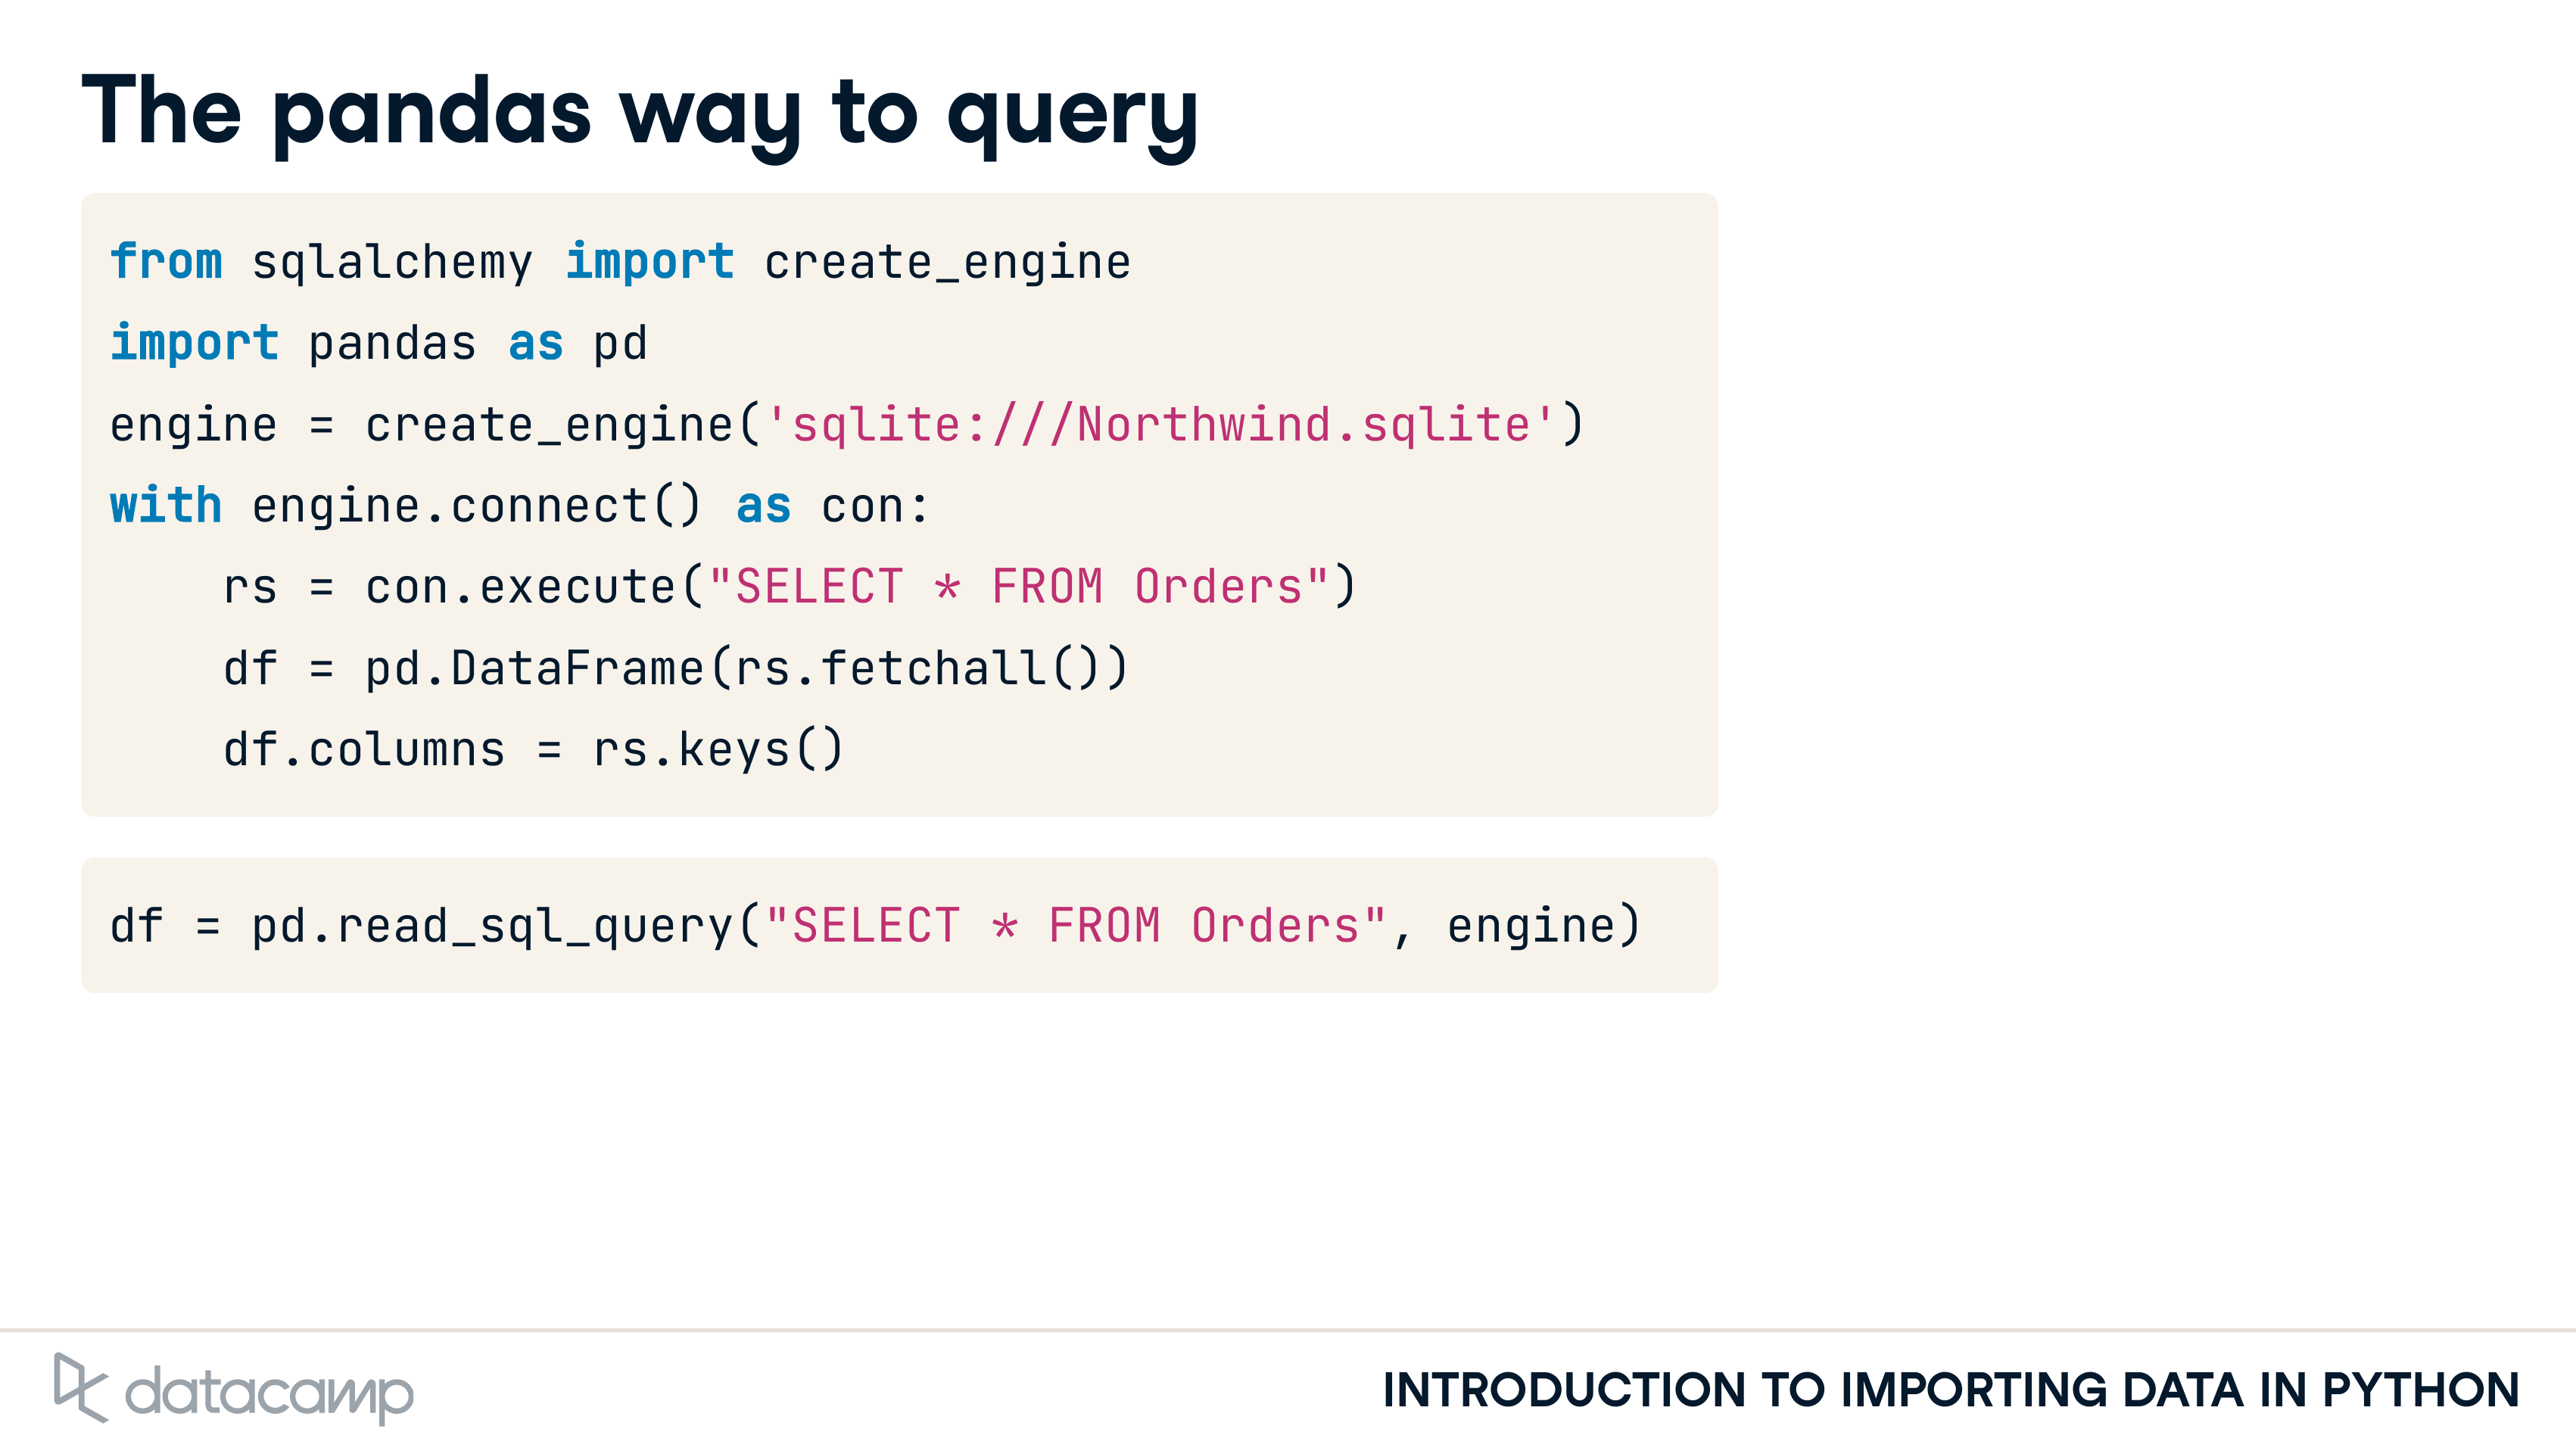 The pandas way to query
from sqlalchemy import create_engine
import pandas as pd
engine = create_engine('sqlite:///Northwind.sqlite')
with engine.connect() as con:
    rs = con.execute("SELECT * FROM Orders")
    df = pd.DataFrame(rs.fetchall())
    df.columns = rs.keys()
df = pd.read_sql_query("SELECT * FROM Orders", engine)
datacamp
INTRODUCTION TO IMPORTING DATA IN PYTHON